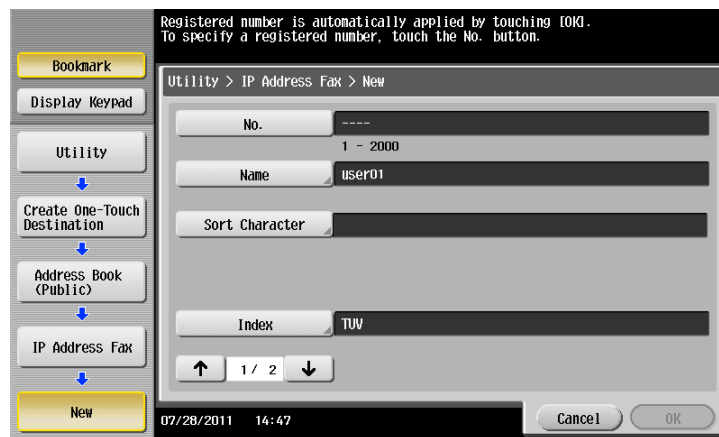 Registered number is automatically applied by touching [OK].
To specify a registered number, touch the No. button.
Bookmark
Display Keypad
Utility
Create One-Touch
Destination
Address Book
(Public)
IP Address Fax
New
Utility > IP Address Fax > New
No.
----
1 - 2000
Name
user01
Sort Character
Index
TUV
↑ 1/ 2 ↓
07/28/2011 14:47
Cancel
OK